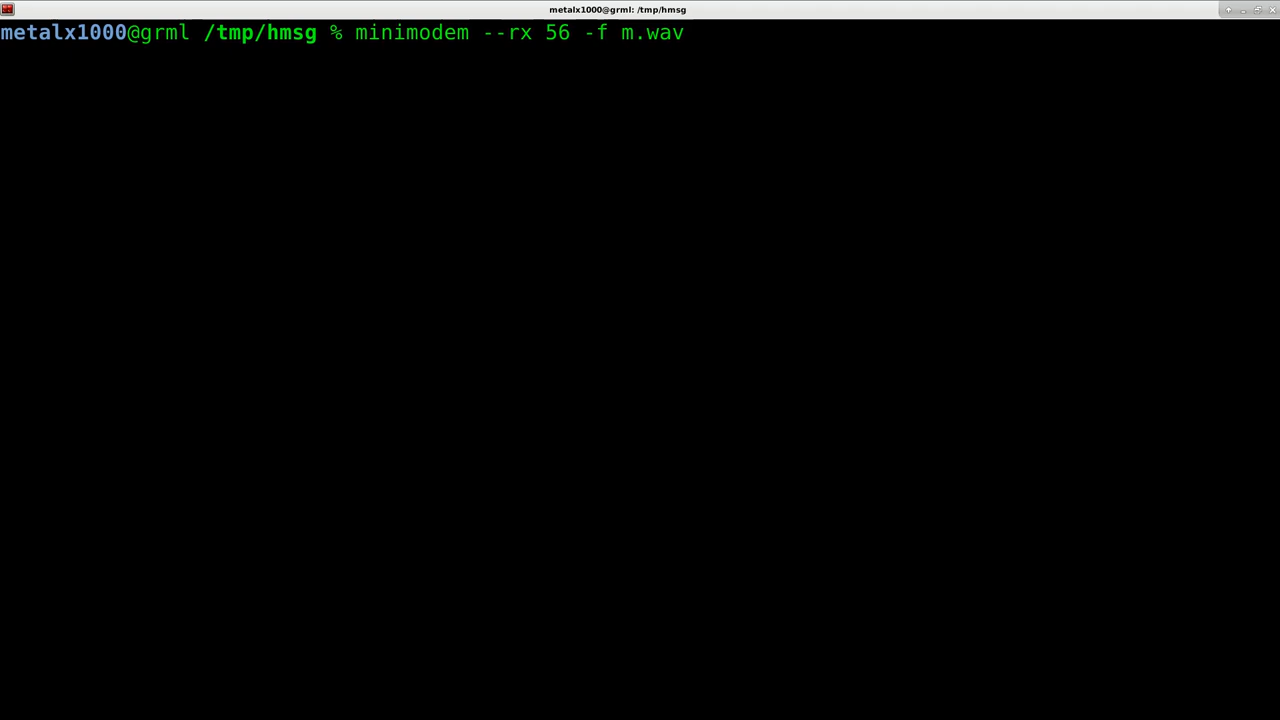 metalx1000@grml: /tmp/hmsg
metalx1000@grml /tmp/hmsg % minimodem --rx 56 -f m.wav